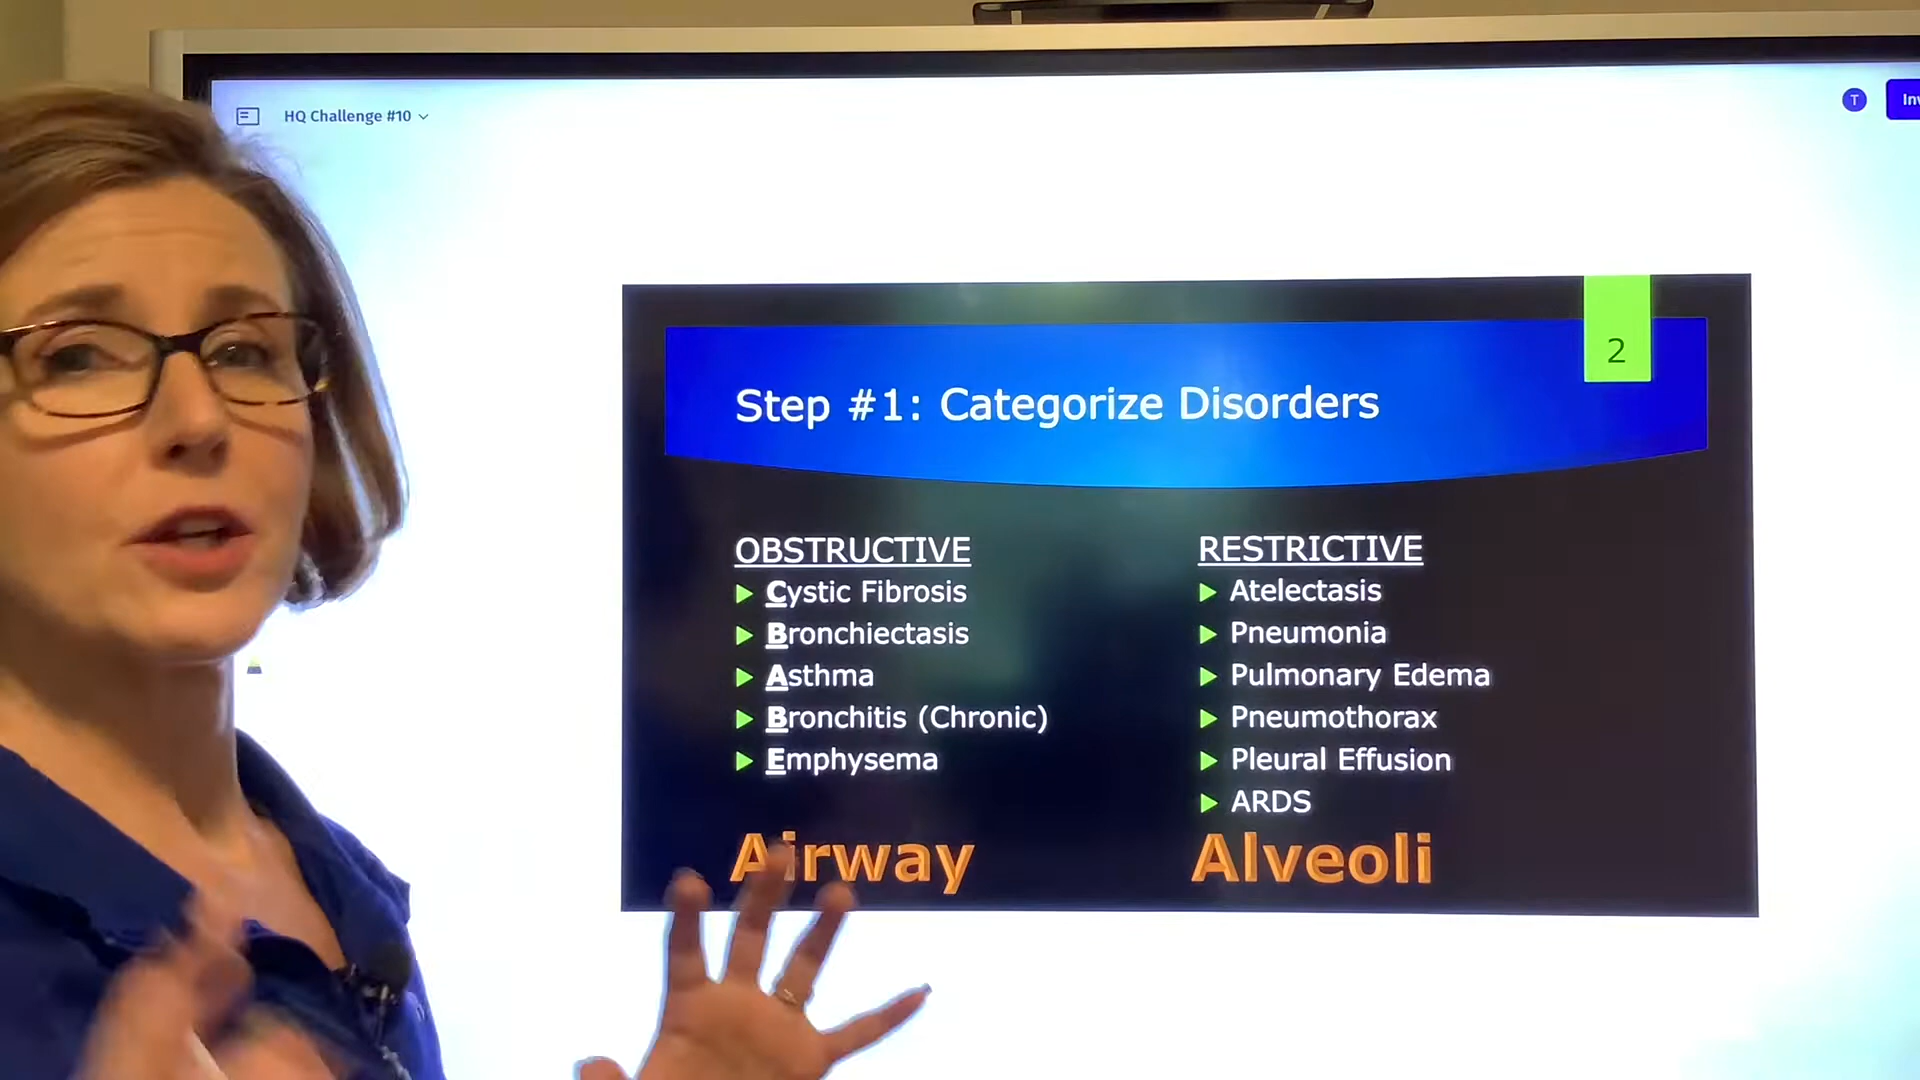 HQ Challenge #10
T
2
Step #1: Categorize Disorders
OBSTRUCTIVE
Cystic Fibrosis
Bronchiectasis
Asthma
Bronchitis (Chronic)
Emphysema
Airway
RESTRICTIVE
Atelectasis
Pneumonia
Pulmonary Edema
Pneumothorax
Pleural Effusion
ARDS
Alveoli